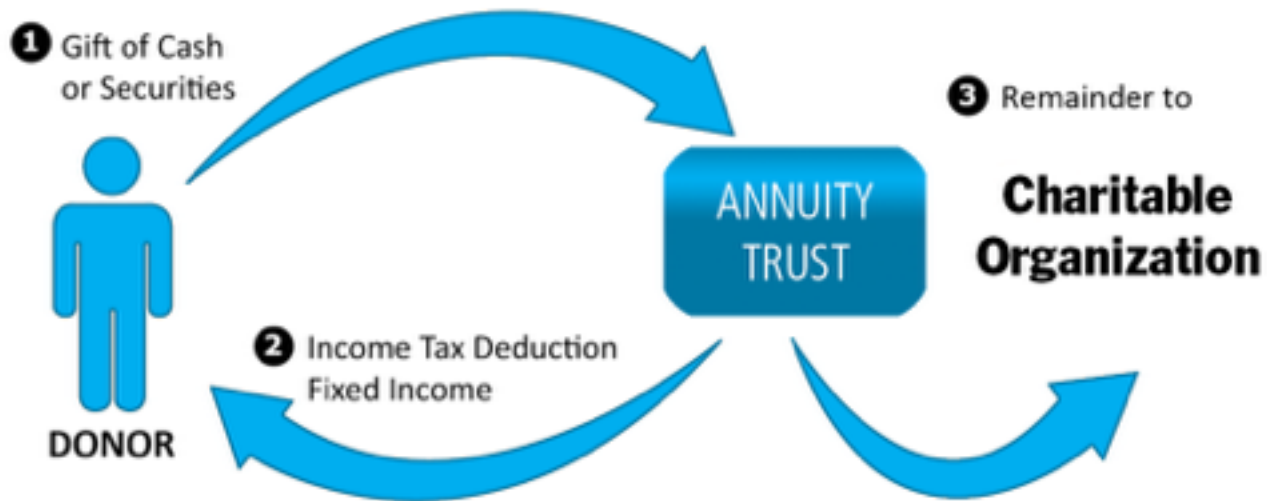 1 Gift of Cash
or Securities
DONOR
2 Income Tax Deduction
Fixed Income
ANNUITY
TRUST
3 Remainder to
Charitable
Organization